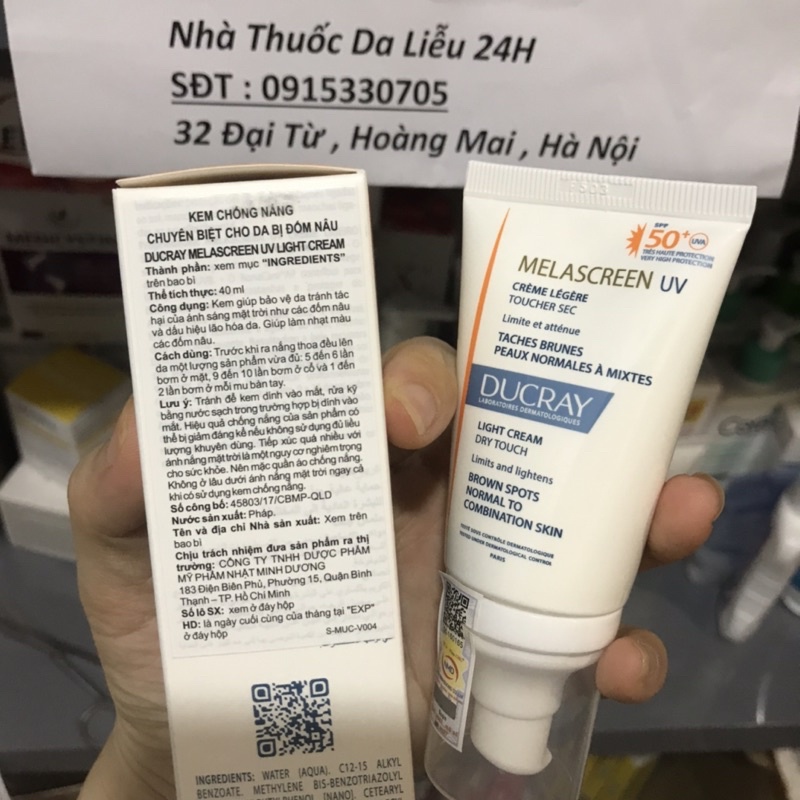 Nhà Thuốc Da Liễu 24H
SĐT : 0915330705
32 Đại Từ , Hoàng Mai , Hà Nội
KEM CHỐNG NẮNG
CHUYÊN BIỆT CHO DA BỊ ĐỐM NÂU
DUCRAY MELASCREEN UV LIGHT CREAM
Thành phần: xem mục "INGREDIENTS"
trên bao bì
Thể tích thực: 40 ml
Công dụng: Kem giúp bảo vệ da tránh tác
hại của ánh sáng mặt trời như các đốm nâu
và dấu hiệu lão hóa da. Giúp làm nhạt màu
các đốm nâu.
Cách dùng: Trước khi ra nắng thoa đều lên
da một lượng sản phẩm vừa đủ: 5 đến 6 lần
bơm ở mặt, 9 đến 10 lần bơm ở cổ và 1 đến
2 lần bơm ở mỗi mu bàn tay.
Lưu ý: Tránh để kem dính vào mắt, rửa kỹ
bằng nước sạch trong trường hợp bị dính vào
mắt. Hiệu quả chống nắng của sản phẩm có
thể bị giảm đáng kể nếu không sử dụng đủ liều
lượng khuyên dùng. Tiếp xúc quá nhiều với
ánh nắng mặt trời là một nguy cơ nghiêm trọng
cho sức khỏe. Nên mặc quần áo chống nắng.
Không ở lâu dưới ánh nắng mặt trời ngay cả
khi có sử dụng kem chống nắng.
Số công bố: 45803/17/CBMP-QLD
Nước sản xuất: Pháp.
Tên và địa chỉ Nhà sản xuất: Xem trên
bao bì
Chịu trách nhiệm đưa sản phẩm ra thị
trường: CÔNG TY TNHH DƯỢC PHẨM
MỸ PHẨM NHẬT MINH DƯƠNG
183 Điện Biên Phủ, Phường 15, Quận Bình
Thạnh – TP. Hồ Chí Minh
Số lô SX: xem ở đáy hộp
HD: là ngày cuối cùng của tháng tại "EXP"
ở đáy hộp
S-MUC-V004
INGREDIENTS: WATER (AQUA). C12-15 ALKYL
BENZOATE. METHYLENE BIS-BENZOTRIAZOLYL
[NANO]. CETEARYL
SPF
50+ UVA
TRÈS HAUTE PROTECTION
VERY HIGH PROTECTION
MELASCREEN UV
CRÈME LÉGÈRE
TOUCHER SEC
Limite et atténue
TACHES BRUNES
PEAUX NORMALES À MIXTES
DUCRAY
LABORATOIRES DERMATOLOGIQUES
LIGHT CREAM
DRY TOUCH
Limits and lightens
BROWN SPOTS
NORMAL TO
COMBINATION SKIN
TESTÉ SOUS CONTRÔLE DERMATOLOGIQUE
TESTED UNDER DERMATOLOGICAL CONTROL
PARIS